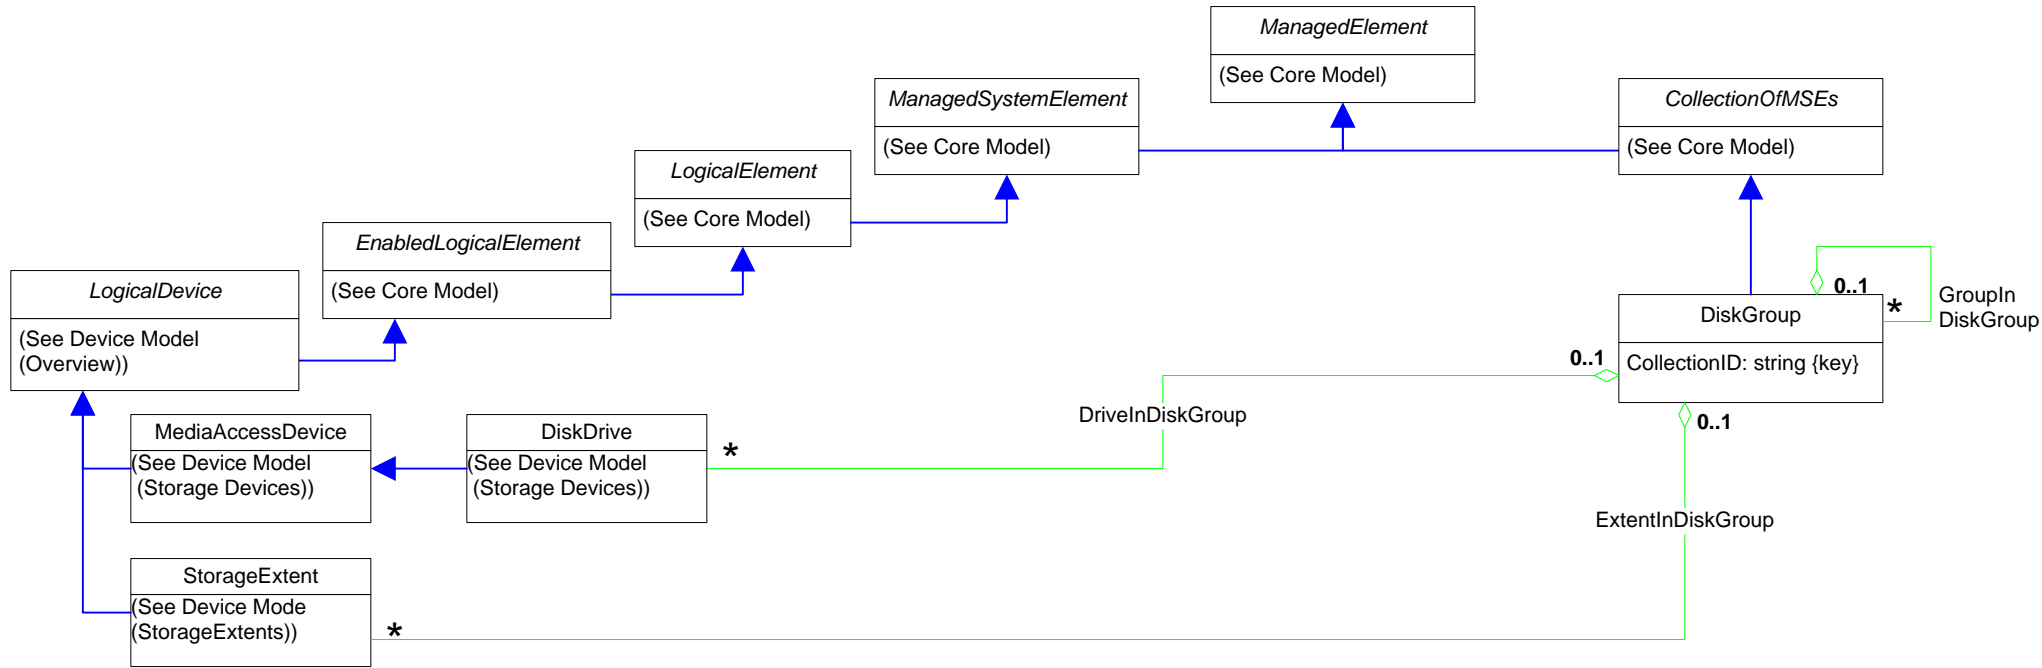 ManagedElement
(See Core Model)
ManagedSystemElement
(See Core Model)
CollectionOfMSEs
(See Core Model)
LogicalElement
(See Core Model)
EnabledLogicalElement
(See Core Model)
LogicalDevice
(See Device Model
(Overview))
0..1
*
GroupIn
DiskGroup
DiskGroup
CollectionID: string {key}
0..1
DriveInDiskGroup
0..1
MediaAccessDevice
(See Device Model
(Storage Devices))
DiskDrive
(See Device Model
(Storage Devices))
*
ExtentInDiskGroup
StorageExtent
(See Device Mode
(StorageExtents))
*